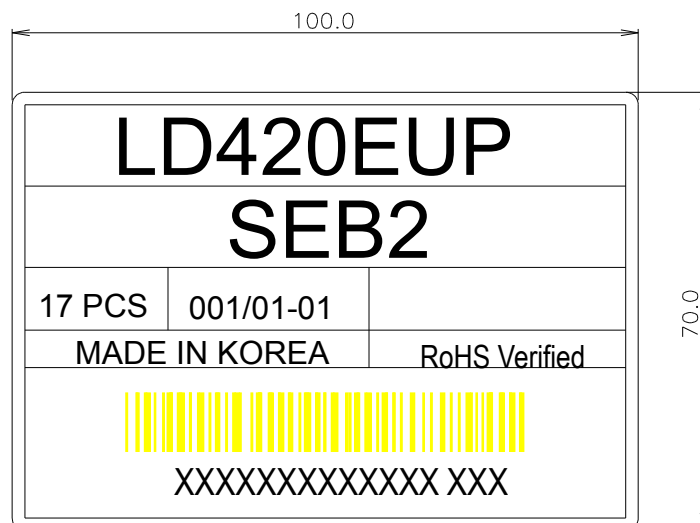 100.0
LD420EUP
SEB2
17 PCS 001/01-01
70.0
MADE IN KOREA RoHS Verified
XXXXXXXXXXXXX XXX